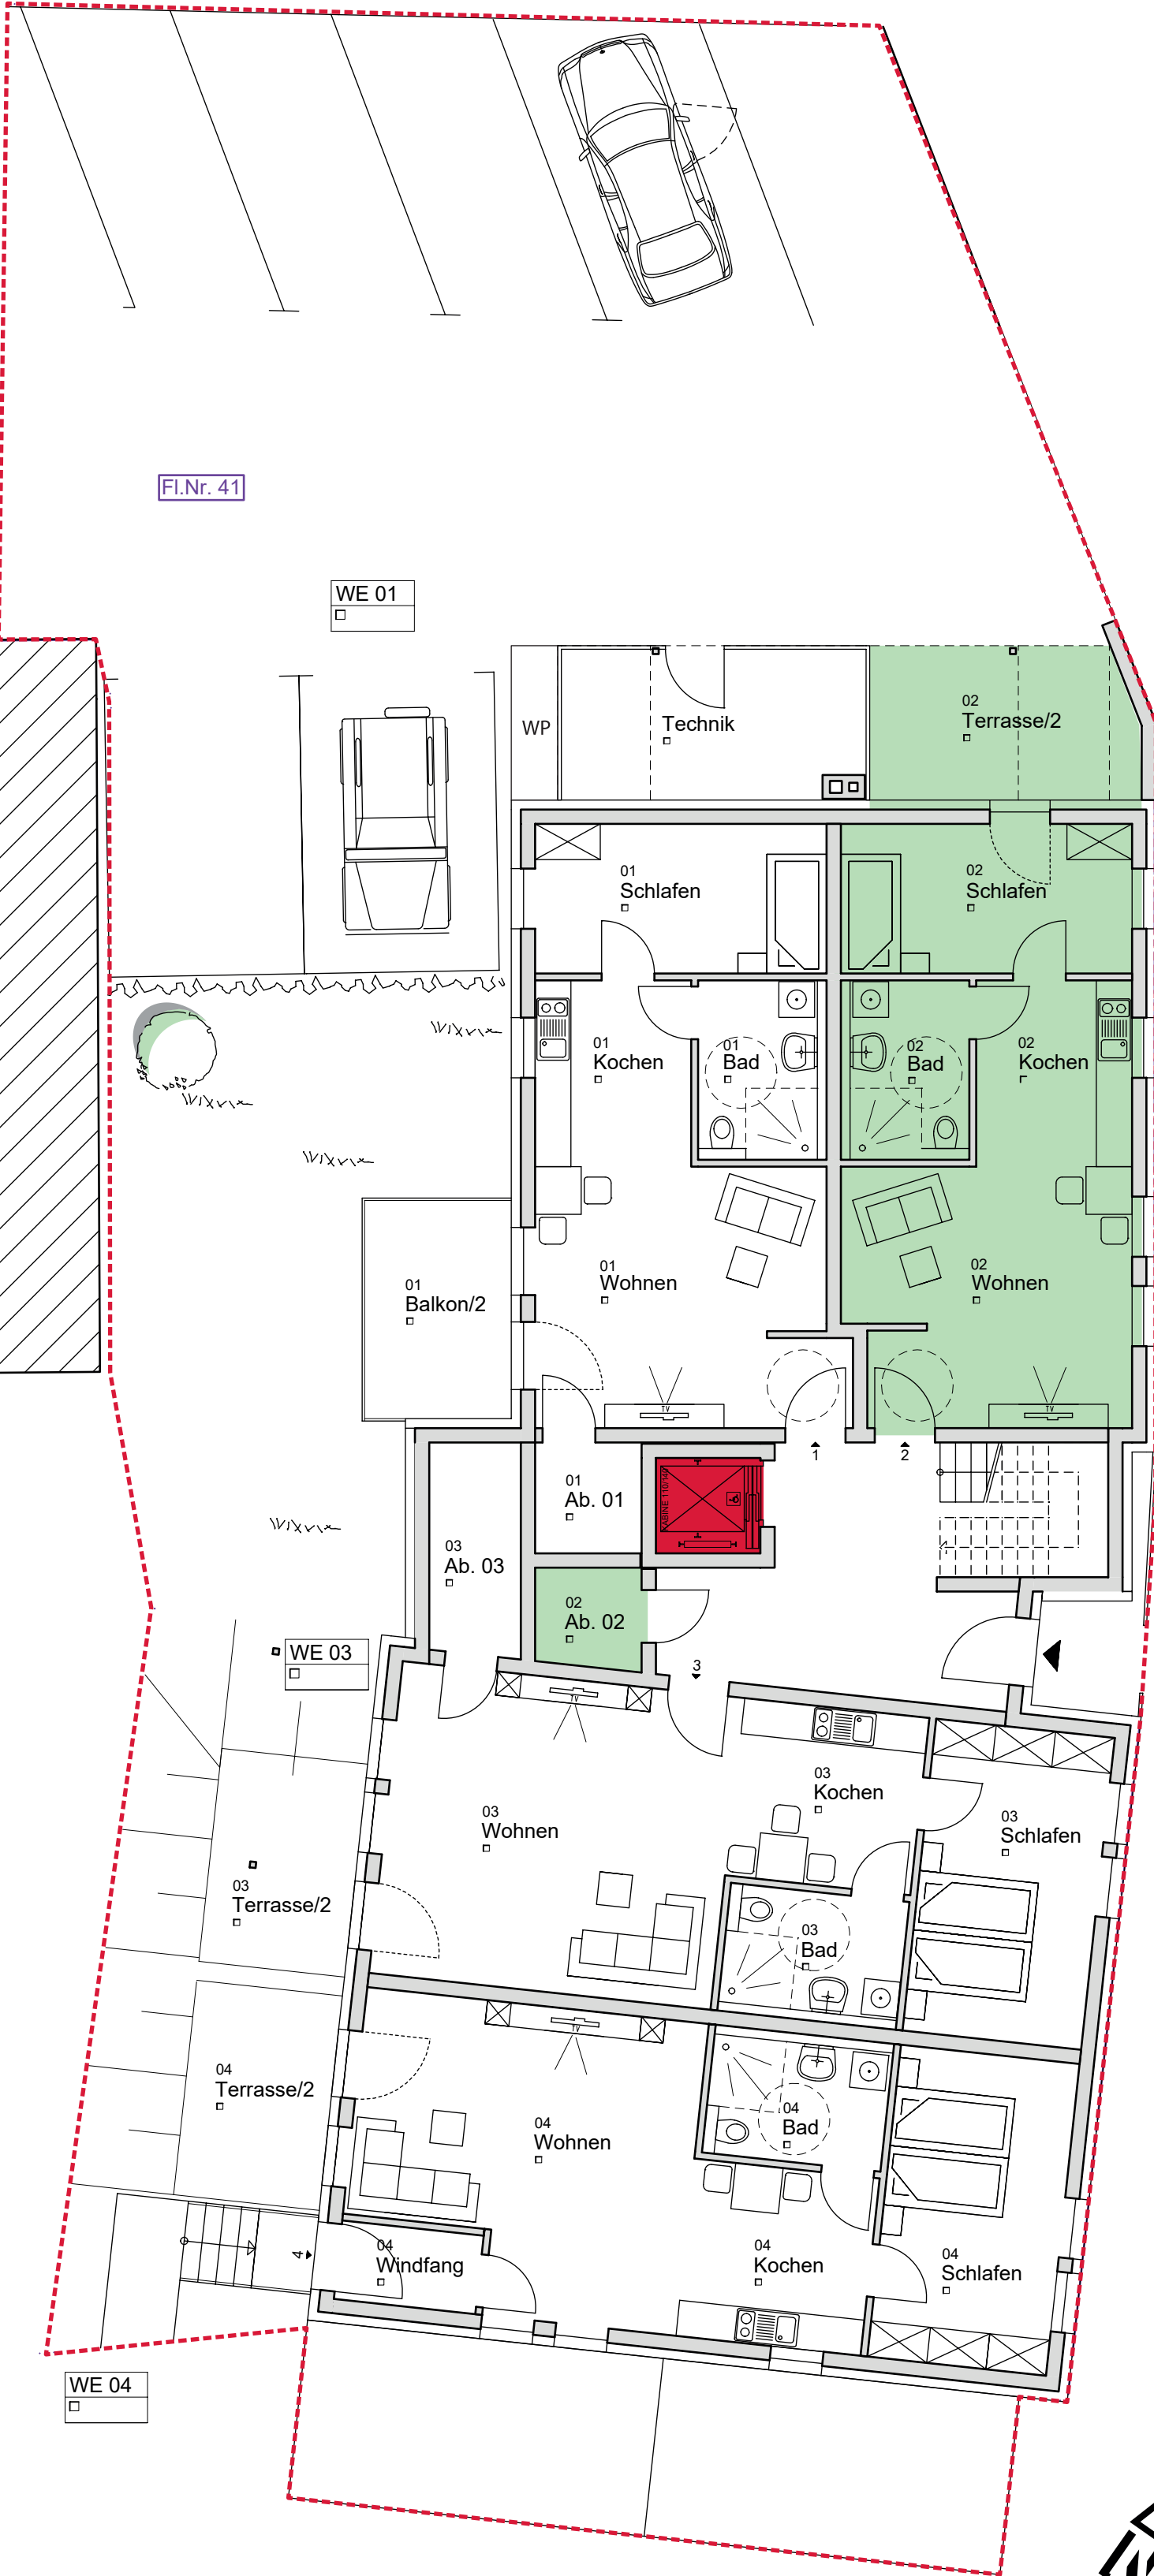 Fl.Nr. 41
WE 01
WP
Technik
02
Terrasse/2
01
Schlafen
02
Schlafen
01
Kochen
01
Bad
02
Bad
02
Kochen
01
Wohnen
02
Wohnen
01
Balkon/2
TV
TV
1
2
01
Ab. 01
KABINE 110/140
03
Ab. 03
02
Ab. 02
WE 03
3
TV
03
Kochen
03
Wohnen
03
Schlafen
03
Terrasse/2
03
Bad
TV
04
Terrasse/2
04
Bad
04
Wohnen
4
04
Windfang
04
Kochen
04
Schlafen
WE 04